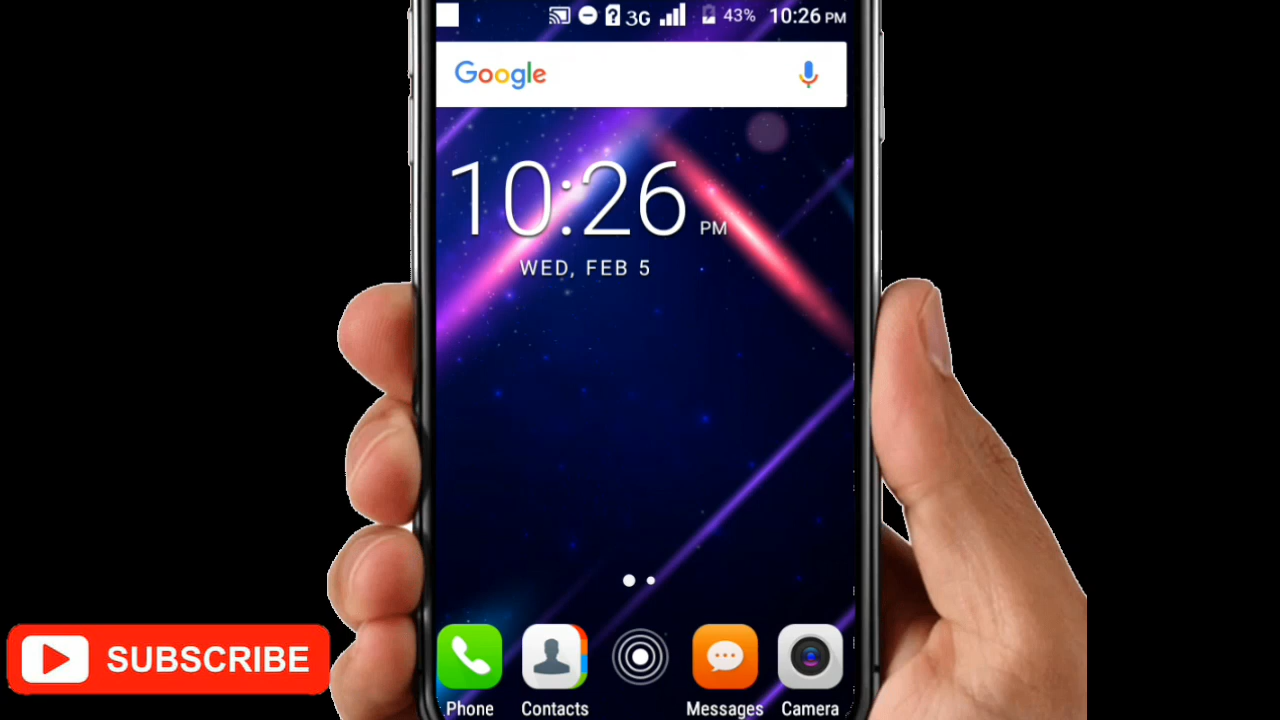 3G 43% 10:26 PM
Google
10:26 PM
WED, FEB 5
SUBSCRIBE
Phone Contacts Messages Camera